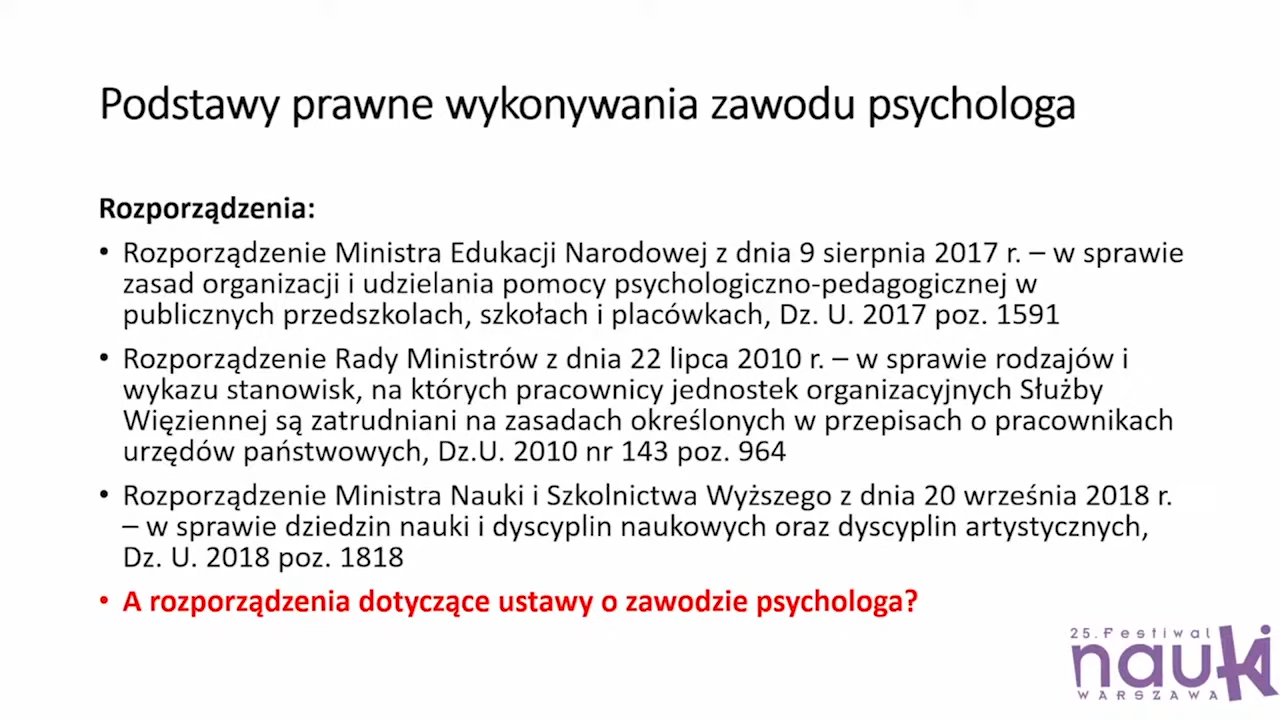 Podstawy prawne wykonywania zawodu psychologa
Rozporządzenia:
• Rozporządzenie Ministra Edukacji Narodowej z dnia 9 sierpnia 2017 r. – w sprawie
zasad organizacji i udzielania pomocy psychologiczno-pedagogicznej w
publicznych przedszkolach, szkołach i placówkach, Dz. U. 2017 poz. 1591
• Rozporządzenie Rady Ministrów z dnia 22 lipca 2010 r. – w sprawie rodzajów i
wykazu stanowisk, na których pracownicy jednostek organizacyjnych Służby
Więziennej są zatrudniani na zasadach określonych w przepisach o pracownikach
urzędów państwowych, Dz.U. 2010 nr 143 poz. 964
• Rozporządzenie Ministra Nauki i Szkolnictwa Wyższego z dnia 20 września 2018 r.
– w sprawie dziedzin nauki i dyscyplin naukowych oraz dyscyplin artystycznych,
Dz. U. 2018 poz. 1818
• A rozporządzenia dotyczące ustawy o zawodzie psychologa?
25. Festiwal
nauki
WARSZAWA